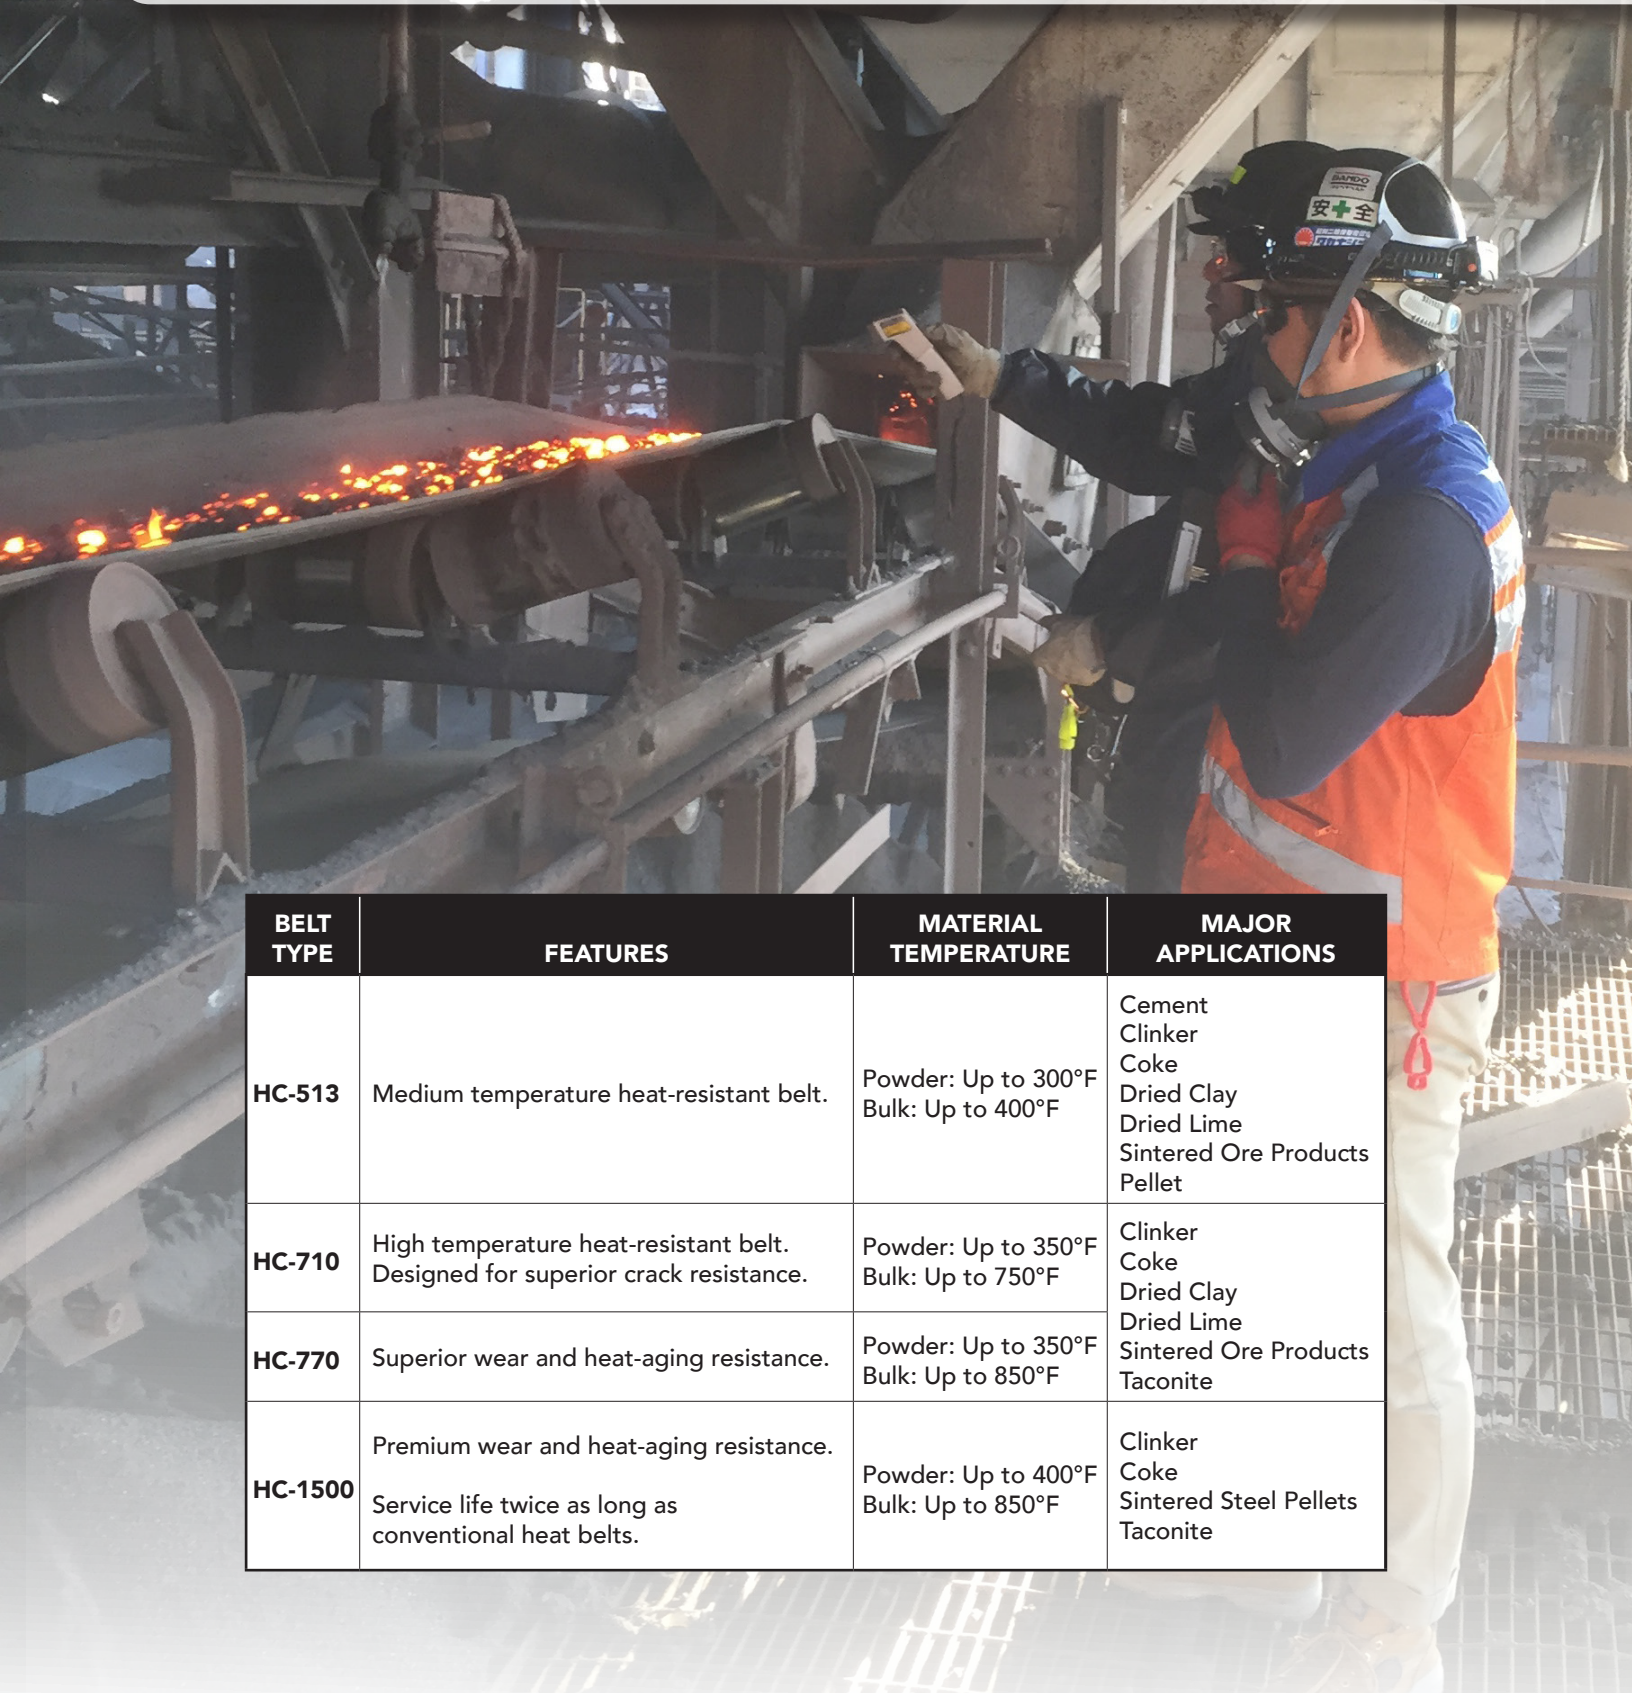 BANDO
安全
BELT TYPE
FEATURES
MATERIAL TEMPERATURE
MAJOR APPLICATIONS
HC-513
Medium temperature heat-resistant belt.
Powder: Up to 300°F
Bulk: Up to 400°F
Cement
Clinker
Coke
Dried Clay
Dried Lime
Sintered Ore Products
Pellet
HC-710
High temperature heat-resistant belt.
Designed for superior crack resistance.
Powder: Up to 350°F
Bulk: Up to 750°F
Clinker
Coke
Dried Clay
Dried Lime
Sintered Ore Products
Taconite
HC-770
Superior wear and heat-aging resistance.
Powder: Up to 350°F
Bulk: Up to 850°F
HC-1500
Premium wear and heat-aging resistance.
Service life twice as long as
conventional heat belts.
Powder: Up to 400°F
Bulk: Up to 850°F
Clinker
Coke
Sintered Steel Pellets
Taconite